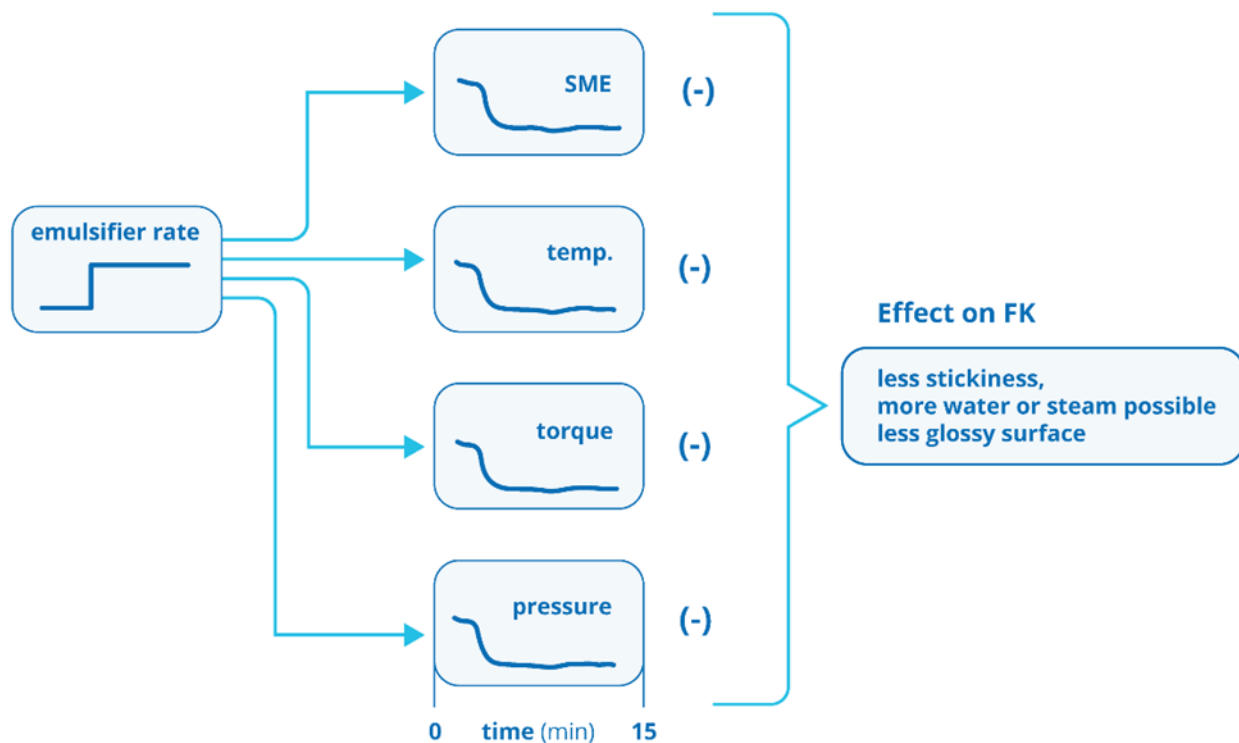 SME
(-)
emulsifier rate
temp.
(-)
Effect on FK
less stickiness,
more water or steam possible
less glossy surface
torque
(-)
pressure
(-)
0 time (min) 15